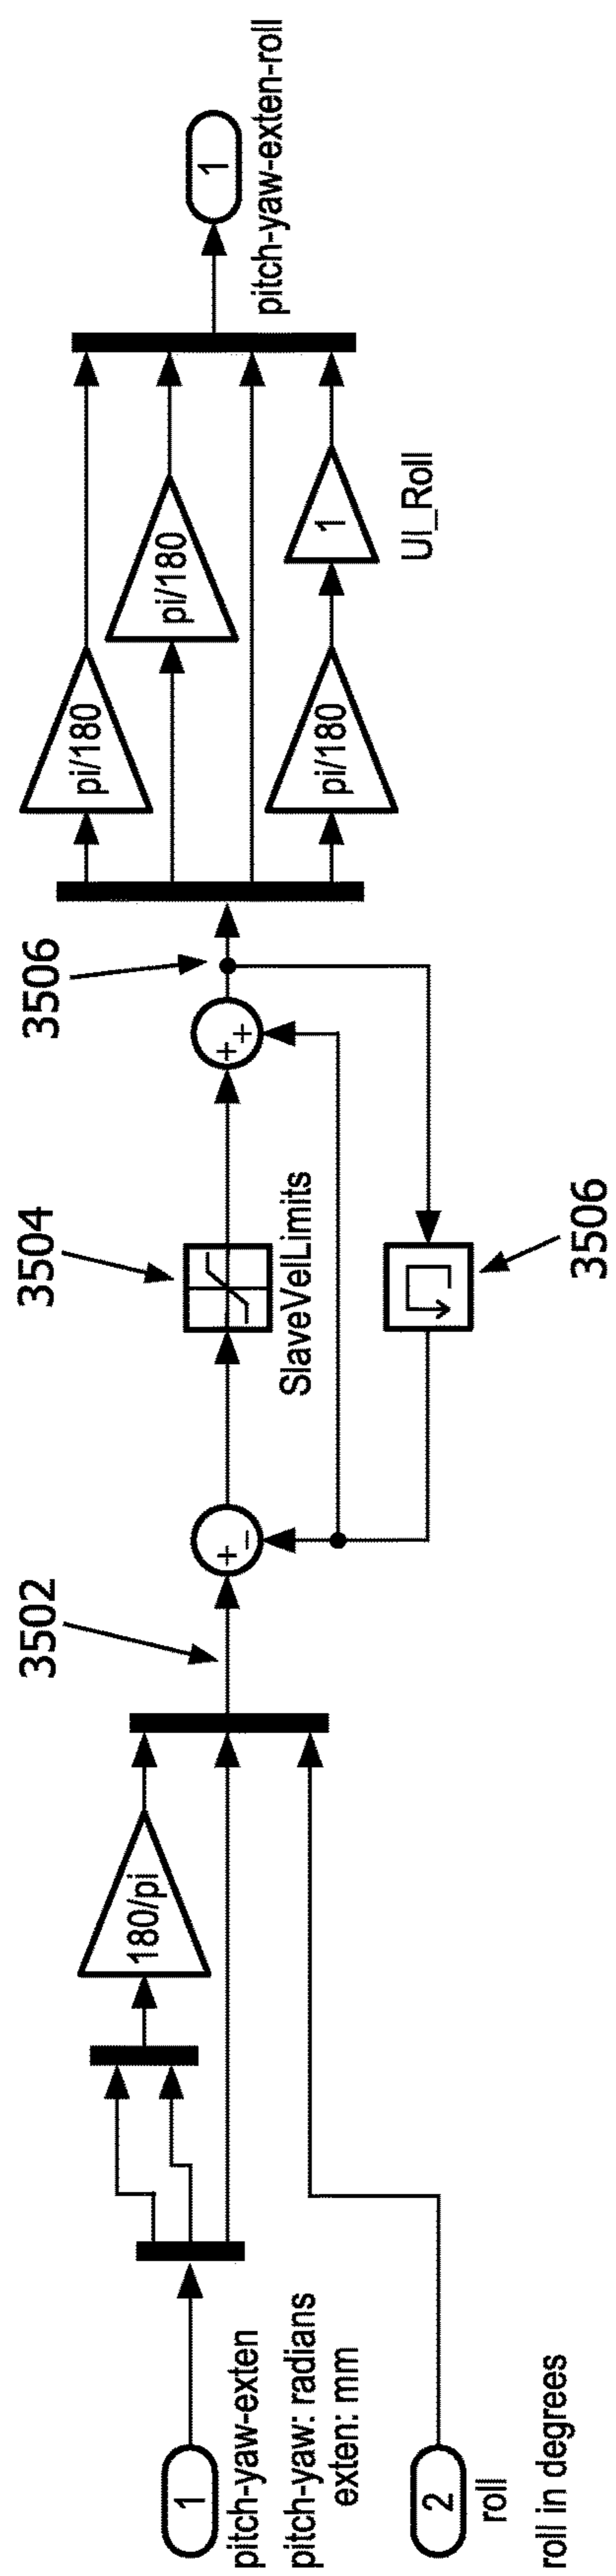 1
pitch-yaw-exten
pitch-yaw: radians
exten: mm
2
roll
roll in degrees
180/pi
3502
+
−
3504
SlaveVelLimits
+
+
3506
3506
pi/180
pi/180
pi/180
1
UI_Roll
1
pitch-yaw-exten-roll